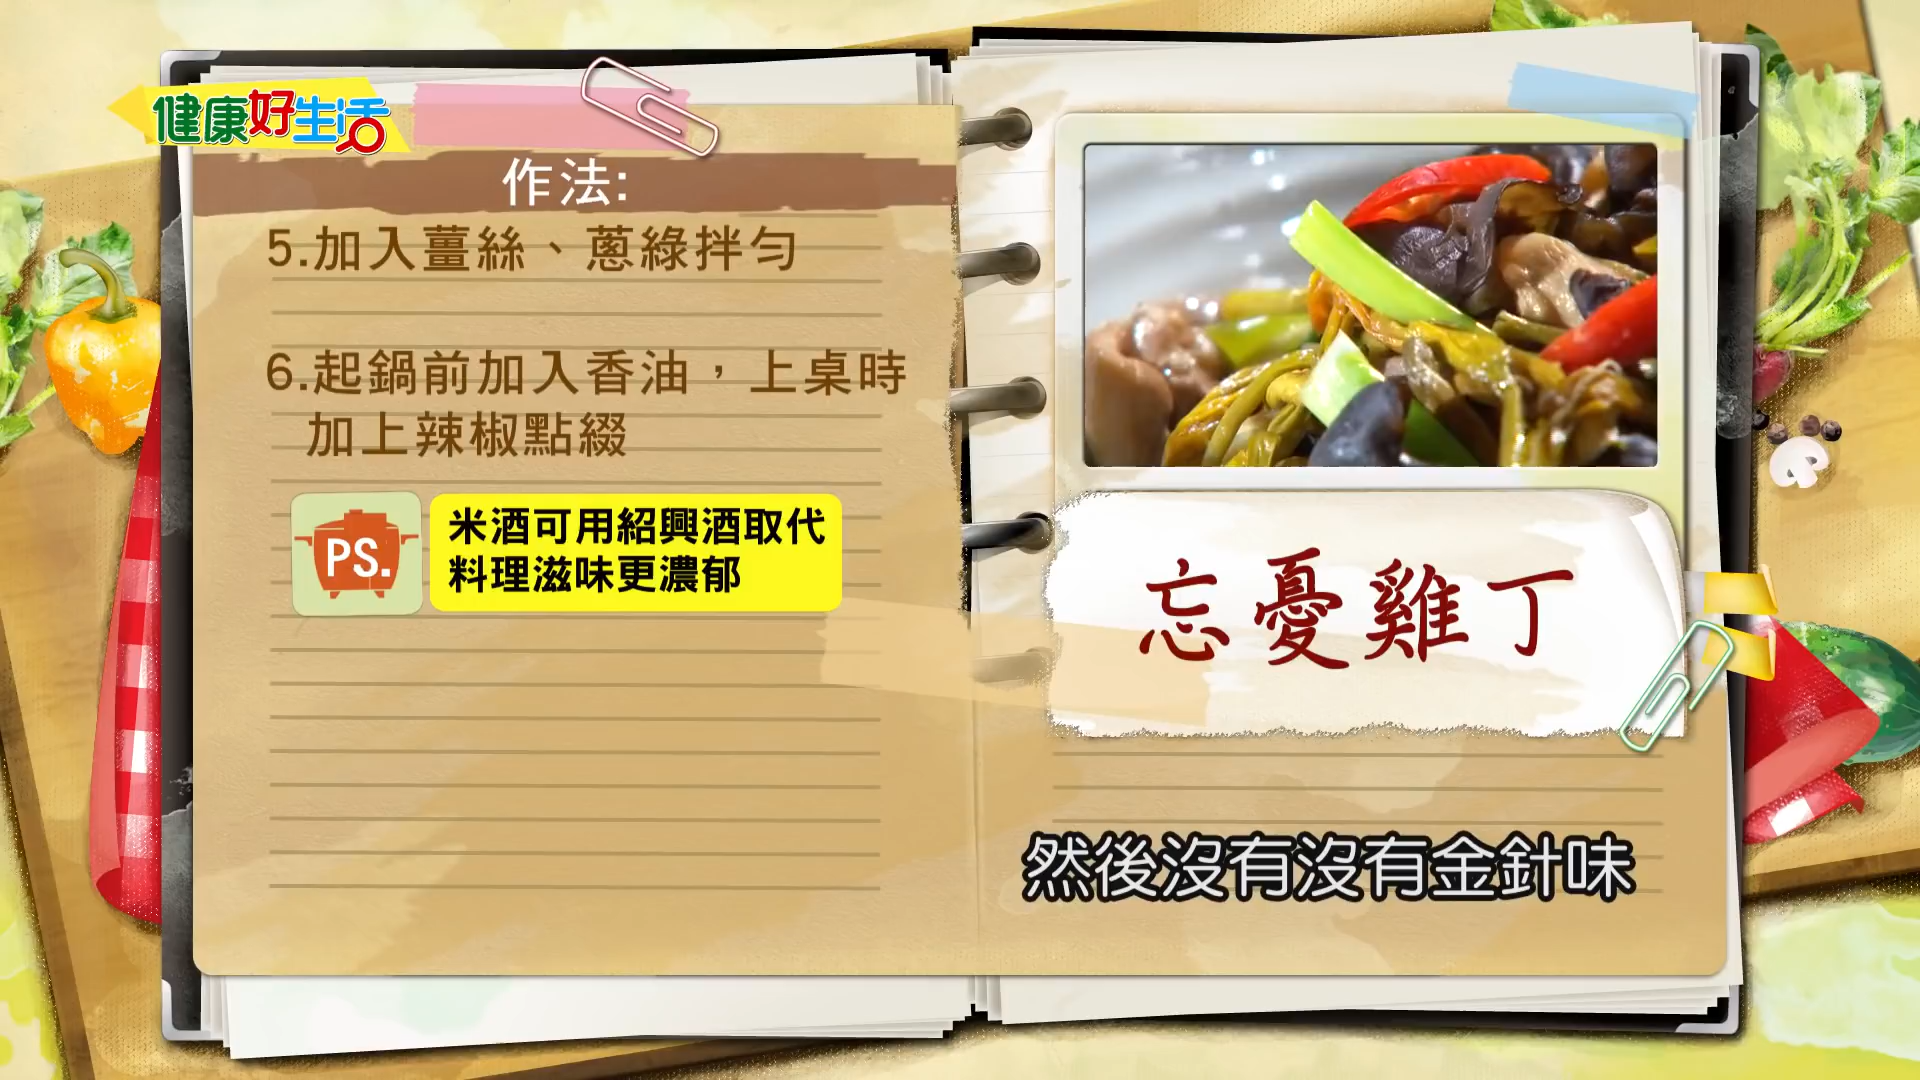 健康好生活
作法:
5.加入薑絲、蔥綠拌勻
6.起鍋前加入香油，上桌時
加上辣椒點綴
PS.
米酒可用紹興酒取代
料理滋味更濃郁
忘憂雞丁
然後沒有沒有金針味